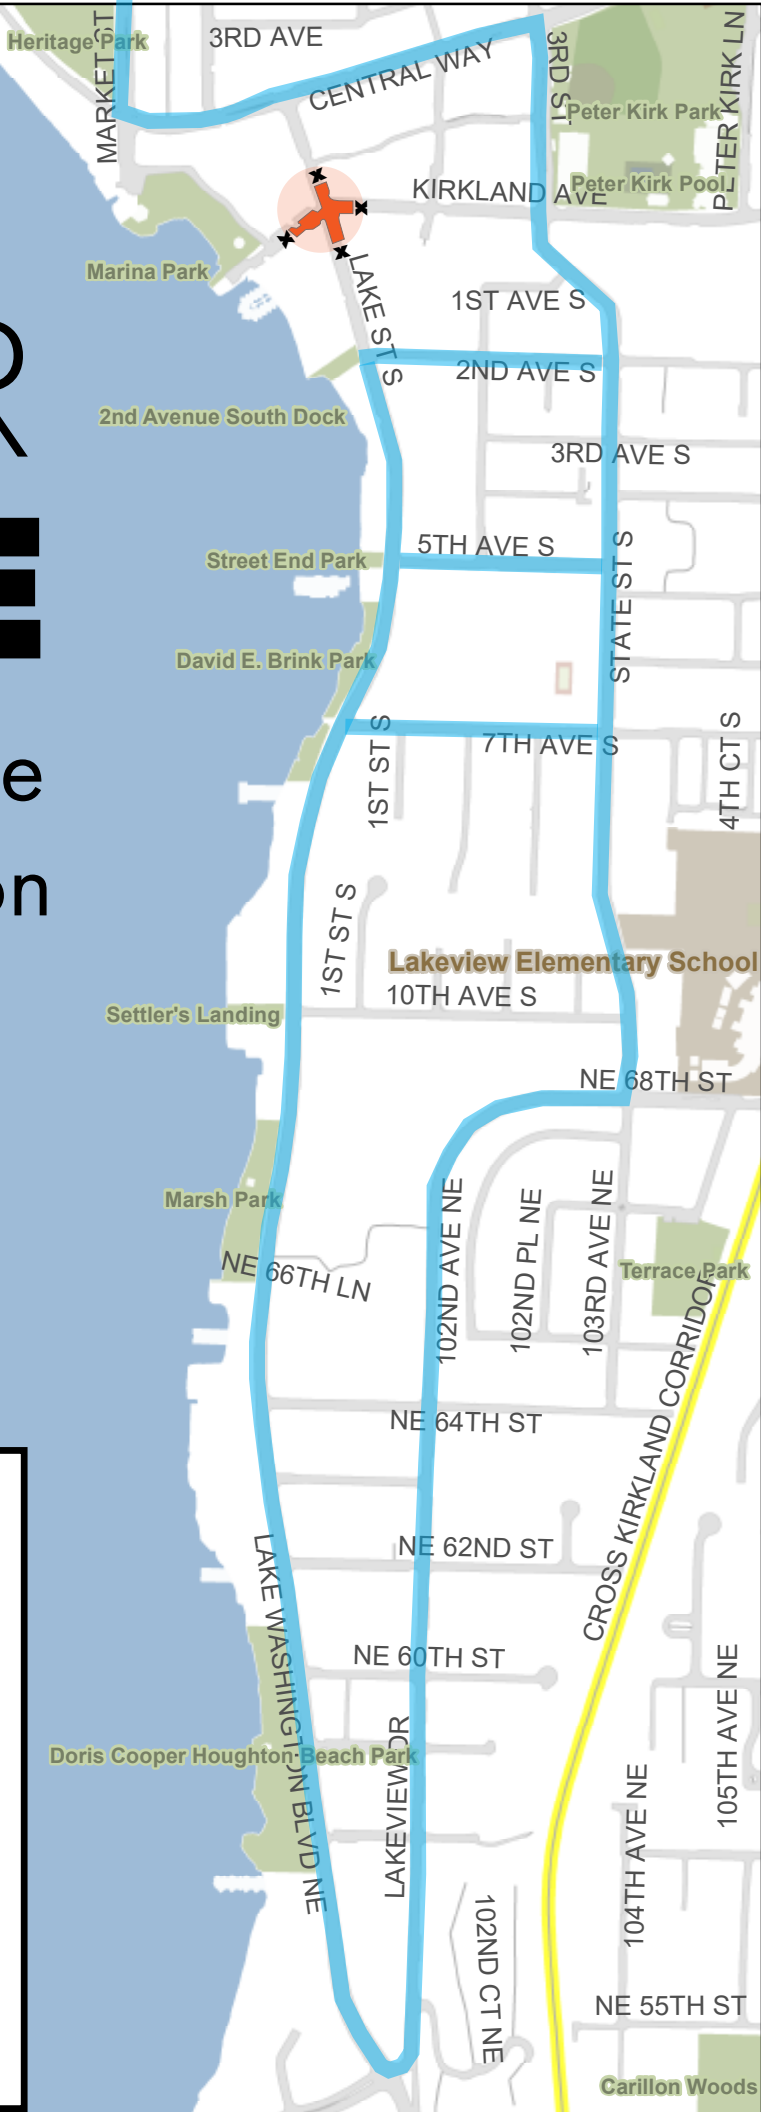 Heritage Park
MARKET ST
3RD AVE
CENTRAL WAY
3RD ST
Peter Kirk Park
PETER KIRK LN
KIRKLAND AVE
Peter Kirk Pool
Marina Park
LAKE ST S
1ST AVE S
2ND AVE S
2nd Avenue South Dock
3RD AVE S
5TH AVE S
Street End Park
STATE ST S
David E. Brink Park
1ST ST S
7TH AVE S
4TH CT S
e
on
1ST ST S
Lakeview Elementary School
10TH AVE S
Settler's Landing
NE 68TH ST
Marsh Park
102ND AVE NE
102ND PL NE
103RD AVE NE
NE 66TH LN
Terrace Park
CROSS KIRKLAND CORRIDOR
NE 64TH ST
NE 62ND ST
LAKE WASHINGTON BLVD NE
NE 60TH ST
105TH AVE NE
Doris Cooper Houghton Beach Park
LAKEVIEW DR
104TH AVE NE
102ND CT NE
NE 55TH ST
Carillon Woods